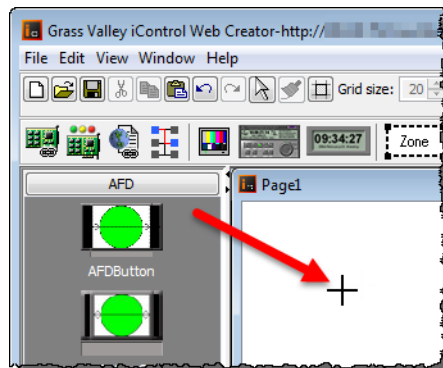 Grass Valley iControl Web Creator-http://
File Edit View Window Help
Grid size: 20
09:34:27
Zone
AFD
Page1
AFDButton